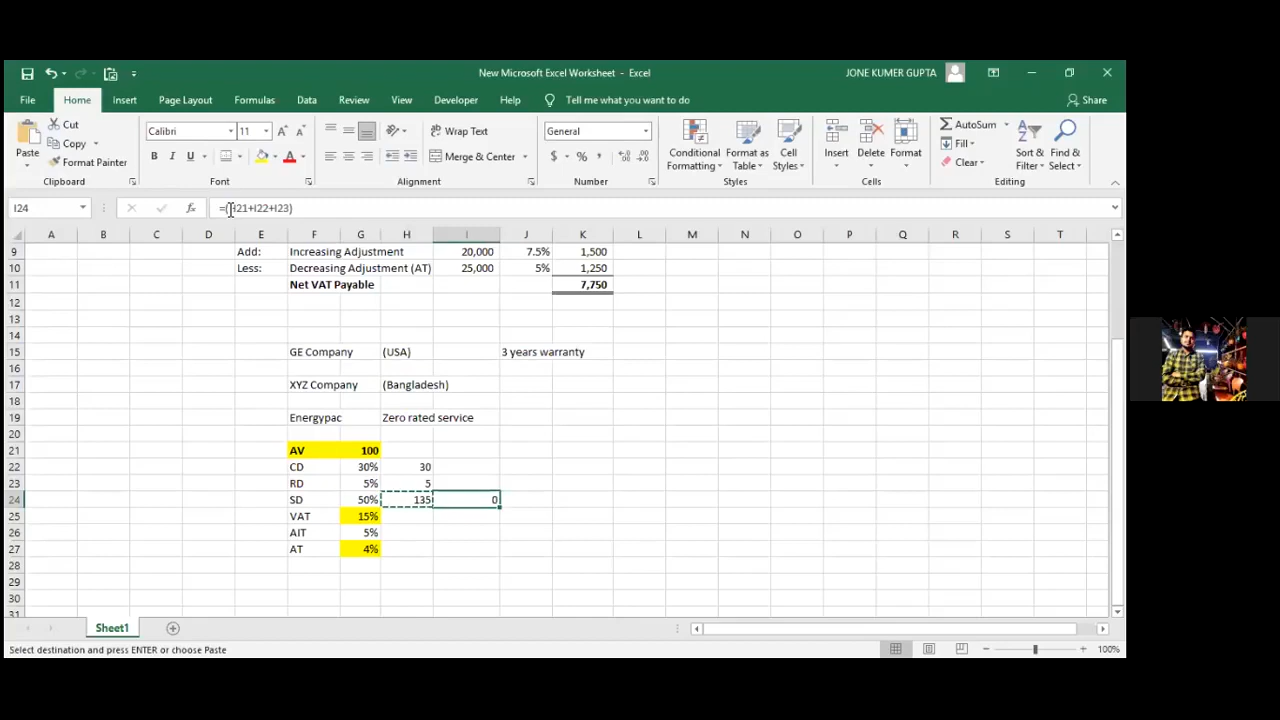 New Microsoft Excel Worksheet - Excel
JONE KUMER GUPTA
File Home Insert Page Layout Formulas Data Review View Developer Help Tell me what you want to do Share
Paste
Cut
Copy
Format Painter
Clipboard
Calibri 11
B I U
Font
Wrap Text
Merge & Center
Alignment
General
$ % ,
Number
Conditional Formatting
Format as Table
Cell Styles
Styles
Insert
Delete
Format
Cells
AutoSum
Fill
Clear
Sort & Filter
Find & Select
Editing
I24
A B C D E F G H I J K L M N O P Q R S T
9 Add: Increasing Adjustment 20,000 7.5% 1,500
10 Less: Decreasing Adjustment (AT) 25,000 5% 1,250
11 Net VAT Payable 7,750
12
13
14
15 GE Company (USA) 3 years warranty
16
17 XYZ Company (Bangladesh)
18
19 Energypac Zero rated service
20
21 AV 100
22 CD 30% 30
23 RD 5% 5
24 SD 50% 135 0
25 VAT 15%
26 AIT 5%
27 AT 4%
28
29
30
31
Sheet1
Select destination and press ENTER or choose Paste
100%